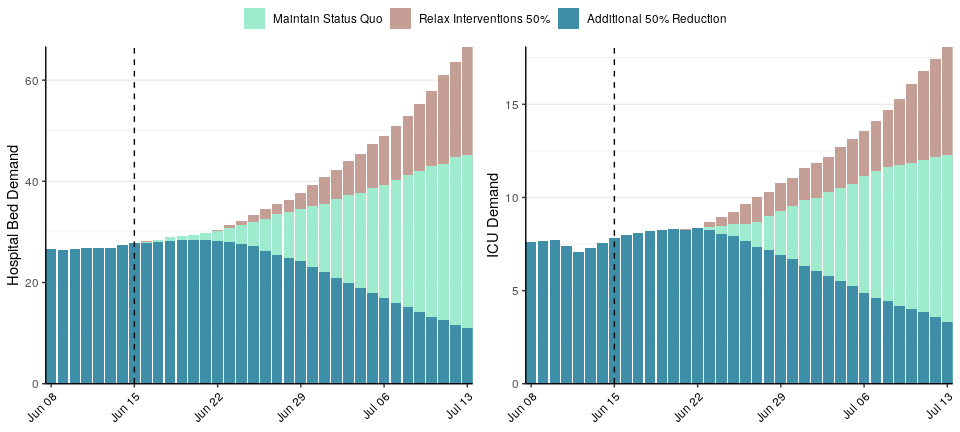 Maintain Status Quo Relax Interventions 50% Additional 50% Reduction
Hospital Bed Demand
60
40
20
0
Jun 08 Jun 15 Jun 22 Jun 29 Jul 06 Jul 13
ICU Demand
15
10
5
0
Jun 08 Jun 15 Jun 22 Jun 29 Jul 06 Jul 13